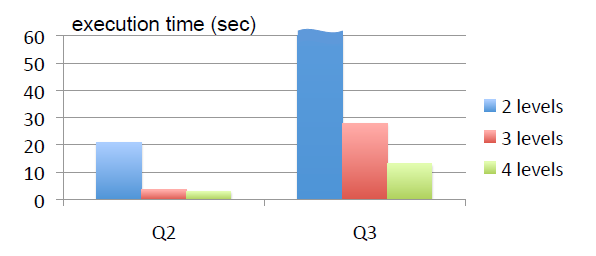 execution time (sec)
60
50
40
30
20
10
0
Q2
Q3
2 levels
3 levels
4 levels